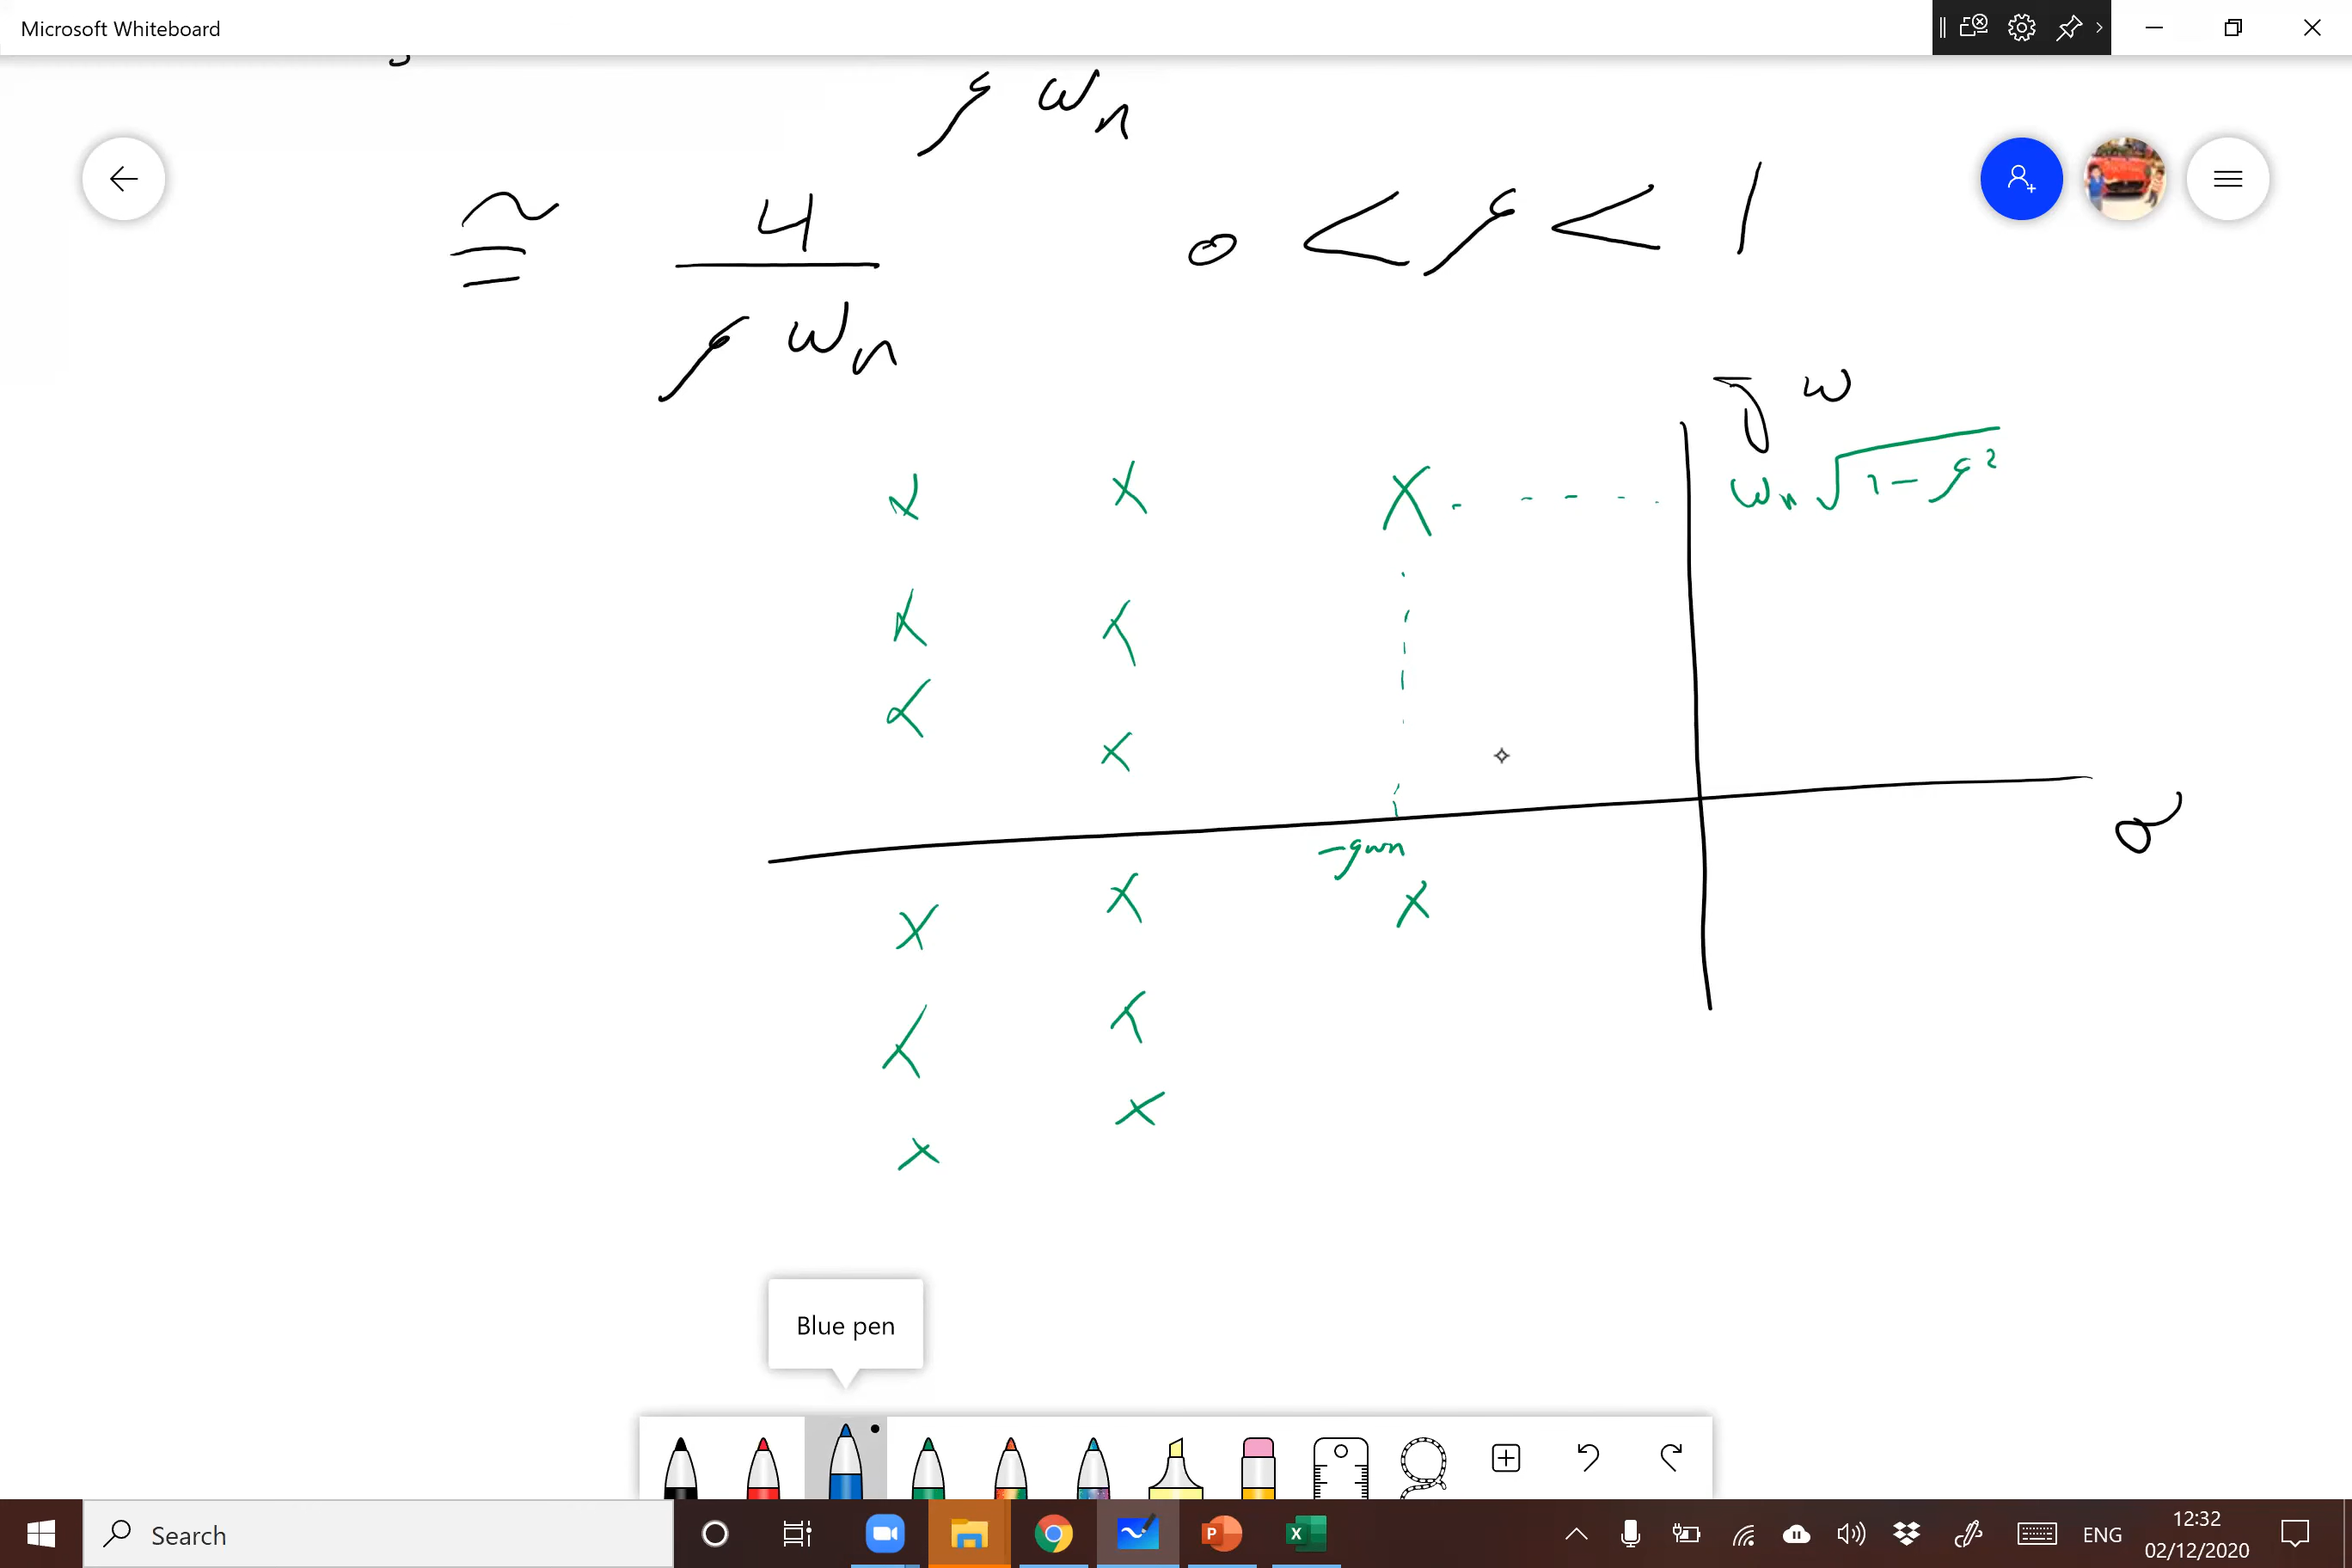 Microsoft Whiteboard
ζ ωn
≅ 4 / ζ ωn
0 < ζ < 1
jω
ωn √1 - ζ²
-ζωn
σ
Blue pen
Search
ENG
12:32
02/12/2020